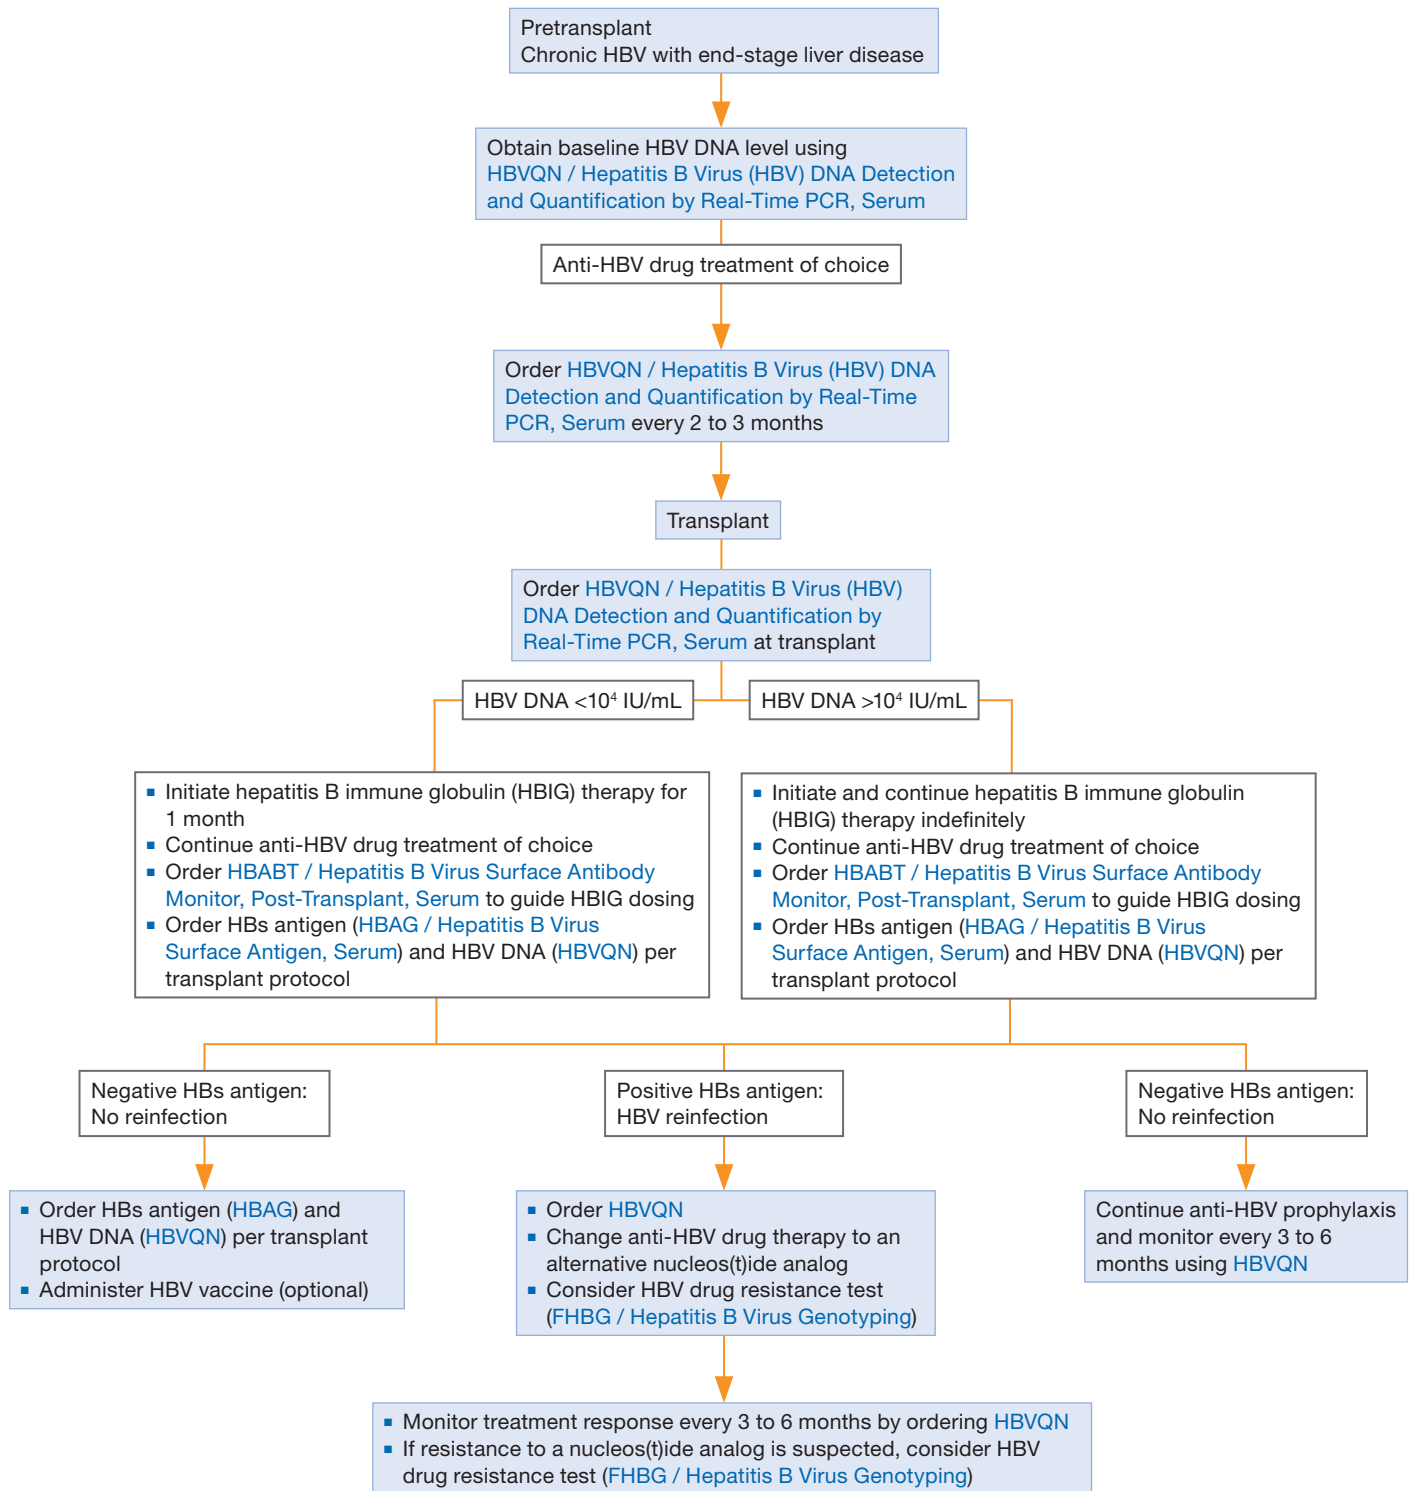 Pretransplant
Chronic HBV with end-stage liver disease
Obtain baseline HBV DNA level using
HBVQN / Hepatitis B Virus (HBV) DNA Detection
and Quantification by Real-Time PCR, Serum
Anti-HBV drug treatment of choice
Order HBVQN / Hepatitis B Virus (HBV) DNA
Detection and Quantification by Real-Time
PCR, Serum every 2 to 3 months
Transplant
Order HBVQN / Hepatitis B Virus (HBV)
DNA Detection and Quantification by
Real-Time PCR, Serum at transplant
HBV DNA <10⁴ IU/mL
HBV DNA >10⁴ IU/mL
▪ Initiate hepatitis B immune globulin (HBIG) therapy for
1 month
▪ Continue anti-HBV drug treatment of choice
▪ Order HBABT / Hepatitis B Virus Surface Antibody
Monitor, Post-Transplant, Serum to guide HBIG dosing
▪ Order HBs antigen (HBAG / Hepatitis B Virus
Surface Antigen, Serum) and HBV DNA (HBVQN) per
transplant protocol
▪ Initiate and continue hepatitis B immune globulin
(HBIG) therapy indefinitely
▪ Continue anti-HBV drug treatment of choice
▪ Order HBABT / Hepatitis B Virus Surface Antibody
Monitor, Post-Transplant, Serum to guide HBIG dosing
▪ Order HBs antigen (HBAG / Hepatitis B Virus
Surface Antigen, Serum) and HBV DNA (HBVQN) per
transplant protocol
Negative HBs antigen:
No reinfection
Positive HBs antigen:
HBV reinfection
Negative HBs antigen:
No reinfection
▪ Order HBs antigen (HBAG) and
HBV DNA (HBVQN) per transplant
protocol
▪ Administer HBV vaccine (optional)
▪ Order HBVQN
▪ Change anti-HBV drug therapy to an
alternative nucleos(t)ide analog
▪ Consider HBV drug resistance test
(FHBG / Hepatitis B Virus Genotyping)
Continue anti-HBV prophylaxis
and monitor every 3 to 6
months using HBVQN
▪ Monitor treatment response every 3 to 6 months by ordering HBVQN
▪ If resistance to a nucleos(t)ide analog is suspected, consider HBV
drug resistance test (FHBG / Hepatitis B Virus Genotyping)